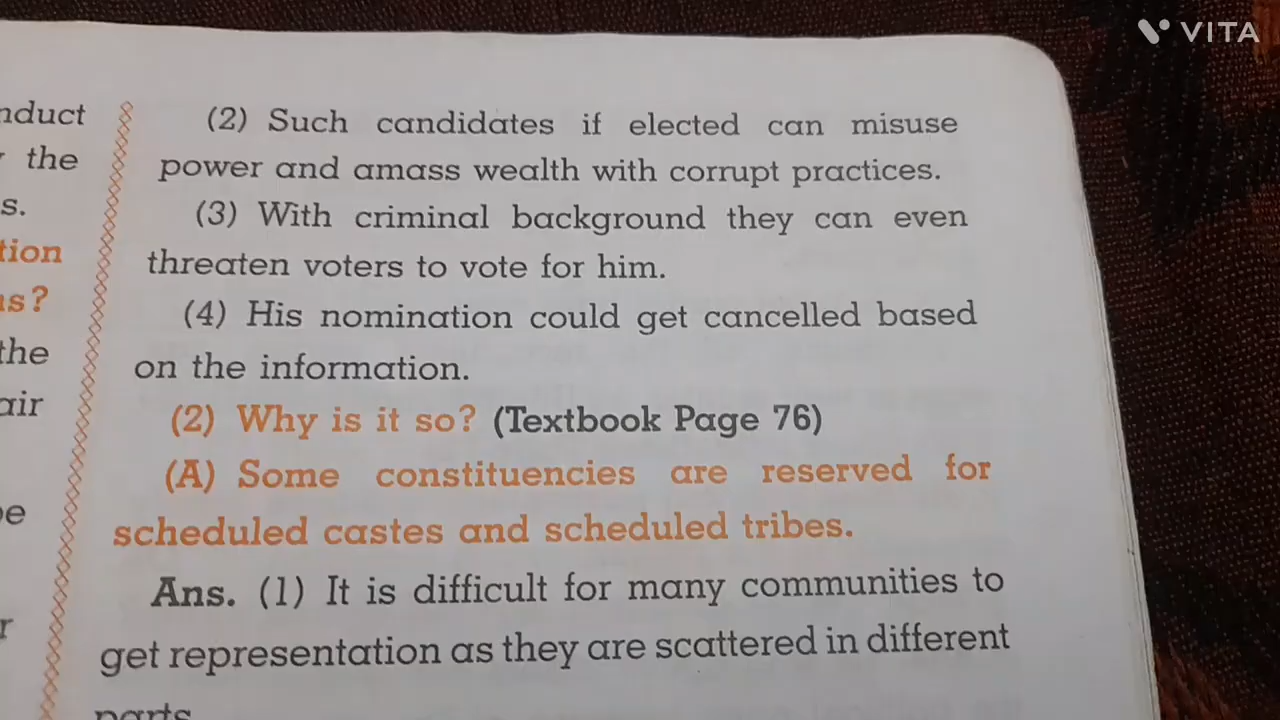 VITA
nduct
the
s.
tion
as?
the
air
(2) Such candidates if elected can misuse
power and amass wealth with corrupt practices.
(3) With criminal background they can even
threaten voters to vote for him.
(4) His nomination could get cancelled based
on the information.
(2) Why is it so? (Textbook Page 76)
(A) Some constituencies are reserved for
scheduled castes and scheduled tribes.
Ans. (1) It is difficult for many communities to
get representation as they are scattered in different
parts